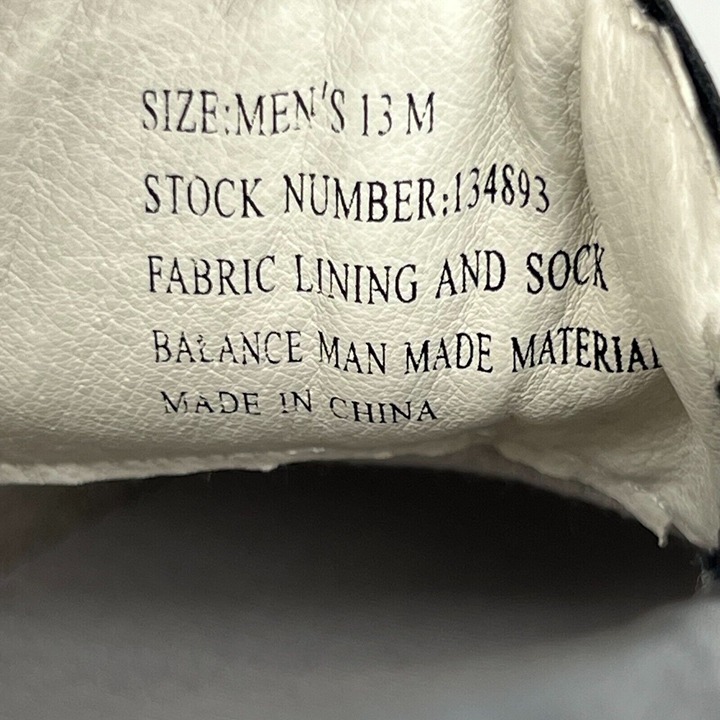 SIZE:MEN'S 13 M
STOCK NUMBER:134893
FABRIC LINING AND SOCK
BALANCE MAN MADE MATERIAL
MADE IN CHINA